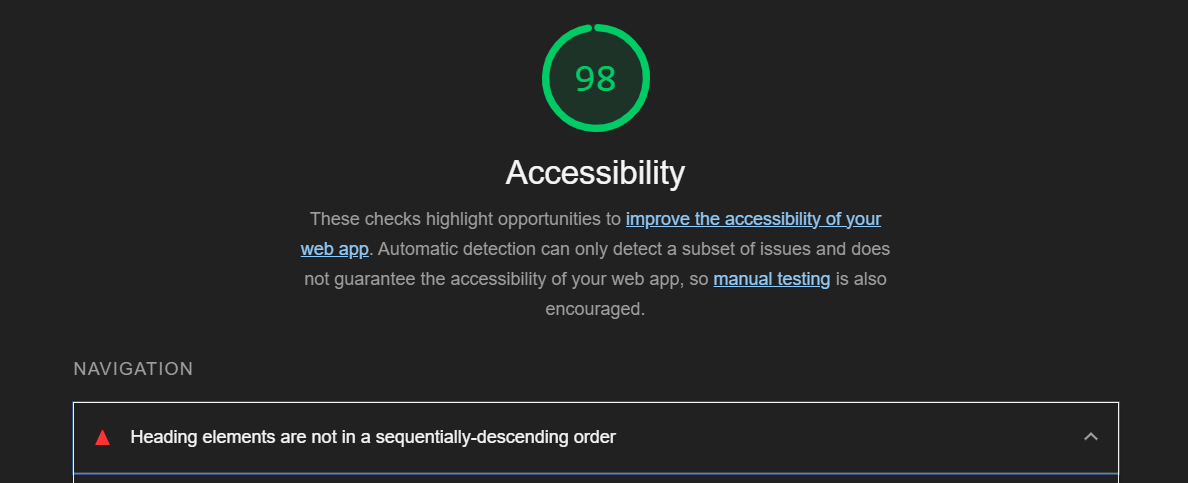 98
Accessibility
These checks highlight opportunities to improve the accessibility of your
web app. Automatic detection can only detect a subset of issues and does
not guarantee the accessibility of your web app, so manual testing is also
encouraged.
NAVIGATION
Heading elements are not in a sequentially-descending order